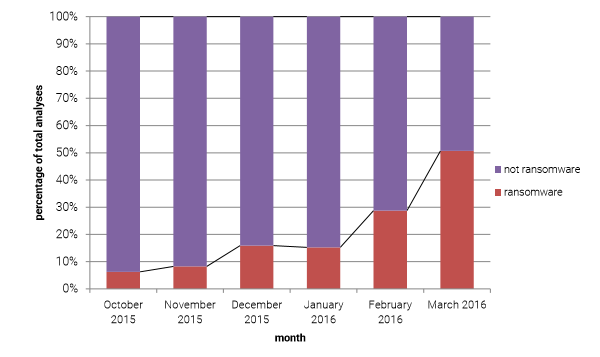 100%
90%
80%
70%
60%
50%
40%
30%
20%
10%
0%
percentage of total analyses
October
2015
November
2015
December
2015
January
2016
February
2016
March 2016
month
not ransomware
ransomware